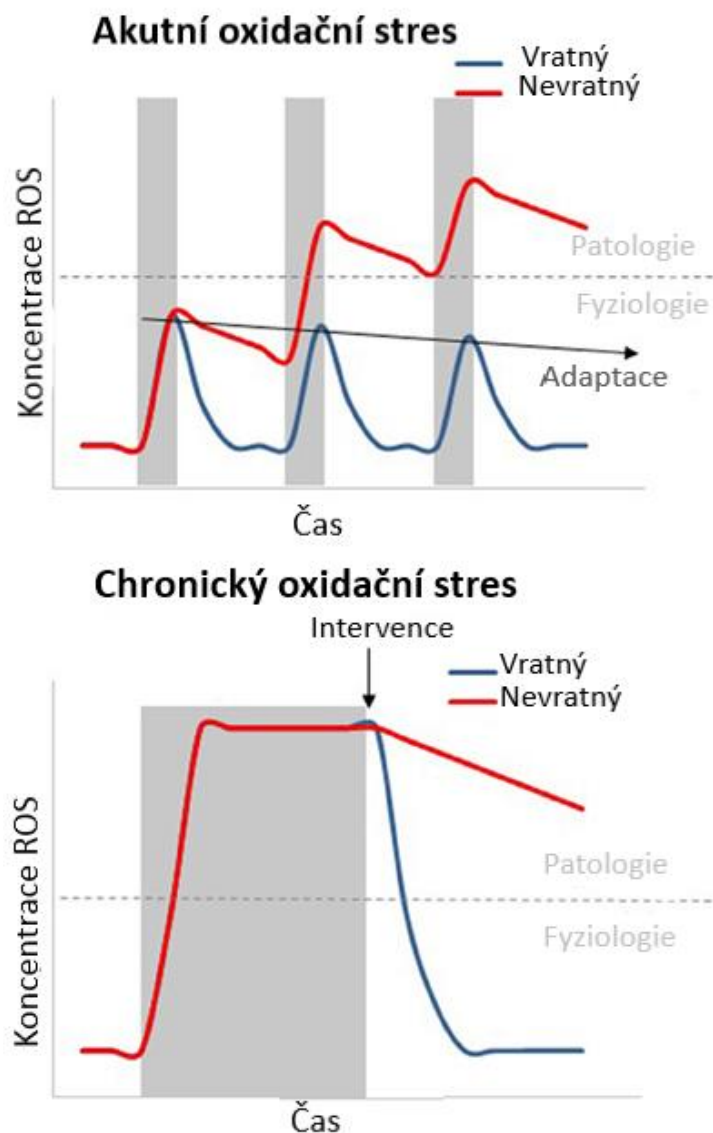 Akutní oxidační stres
Vratný
Nevratný
Koncentrace ROS
Patologie
Fyziologie
Adaptace
Čas
Chronický oxidační stres
Intervence
Vratný
Nevratný
Koncentrace ROS
Patologie
Fyziologie
Čas